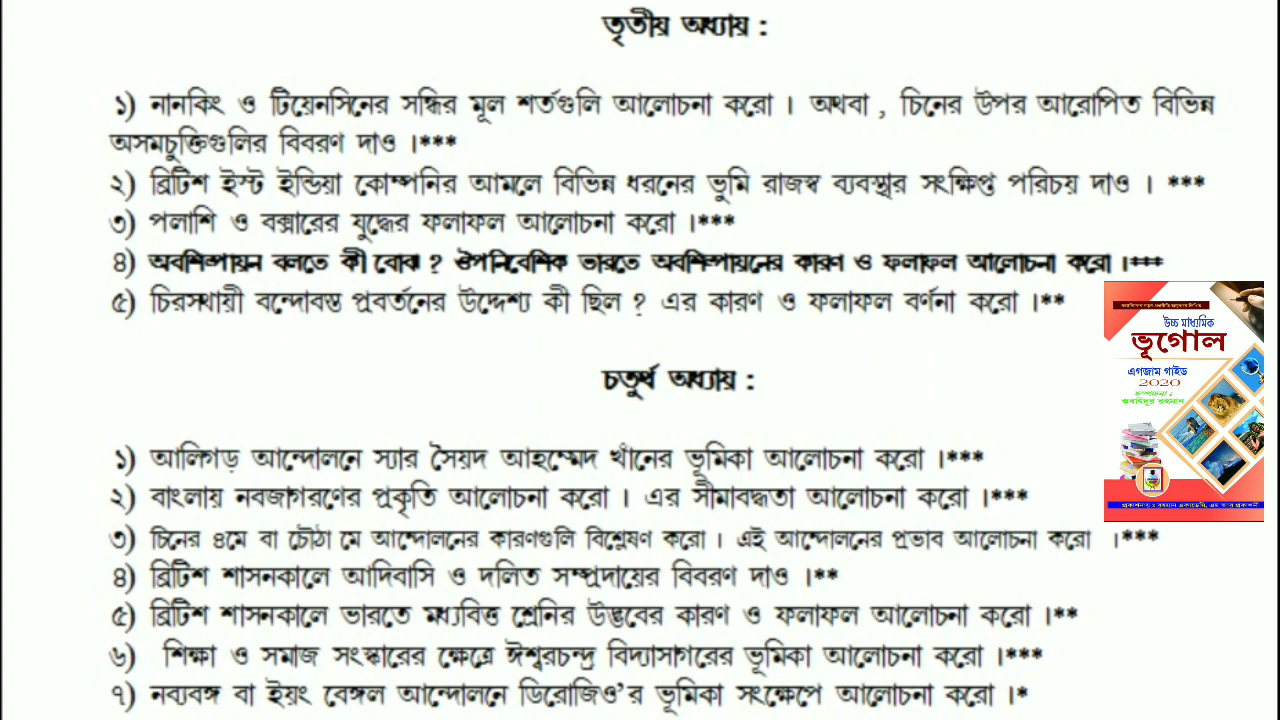 তৃতীয় অধ্যায় :
১) নানকিং ও টিয়েনসিনের সন্ধির মূল শর্তগুলি আলোচনা করো । অথবা , চিনের উপর আরোপিত বিভিন্ন
অসমচুক্তিগুলির বিবরণ দাও ।***
২) ব্রিটিশ ইস্ট ইন্ডিয়া কোম্পনির আমলে বিভিন্ন ধরনের ভুমি রাজস্ব ব্যবস্থার সংক্ষিপ্ত পরিচয় দাও । ***
৩) পলাশি ও বক্সারের যুদ্ধের ফলাফল আলোচনা করো ।***
৪) অবশিল্পায়ন বলতে কী বোঝ ? ঔপনিবেশিক ভারতে অবশিল্পায়নের কারণ ও ফলাফল আলোচনা করো ।***
৫) চিরসথায়ী বন্দোবস্ত প্রবর্তনের উদ্দেশ্য কী ছিল ? এর কারণ ও ফলাফল বর্ণনা করো ।**
চতুর্থ অধ্যায় :
১) আলিগড় আন্দোলনে স্যার সৈয়দ আহম্মেদ খাঁনের ভূমিকা আলোচনা করো ।***
২) বাংলায় নবজাগরণের প্রকৃতি আলোচনা করো । এর সীমাবদ্ধতা আলোচনা করো ।***
৩) চিনের ৪মে বা চৌঠা মে আন্দোলনের কারণগুলি বিশ্লেষণ করো । এই আন্দোলনের প্রভাব আলোচনা করো ।***
৪) ব্রিটিশ শাসনকালে আদিবাসি ও দলিত সম্প্রদায়ের বিবরণ দাও ।**
৫) ব্রিটিশ শাসনকালে ভারতে মধ্যবিত্ত শ্রেনির উদ্ভবের কারণ ও ফলাফল আলোচনা করো ।**
৬) শিক্ষা ও সমাজ সংস্কারের ক্ষেত্রে ঈশ্বরচন্দ্র বিদ্যাসাগরের ভূমিকা আলোচনা করো ।***
৭) নব্যবঙ্গ বা ইয়ং বেঙ্গল আন্দোলনে ডিরোজিও'র ভূমিকা সংক্ষেপে আলোচনা করো ।*
উচ্চ মাধ্যমিক
ভূগোল
এগজাম গাইড
2020
সম্পাদনা :